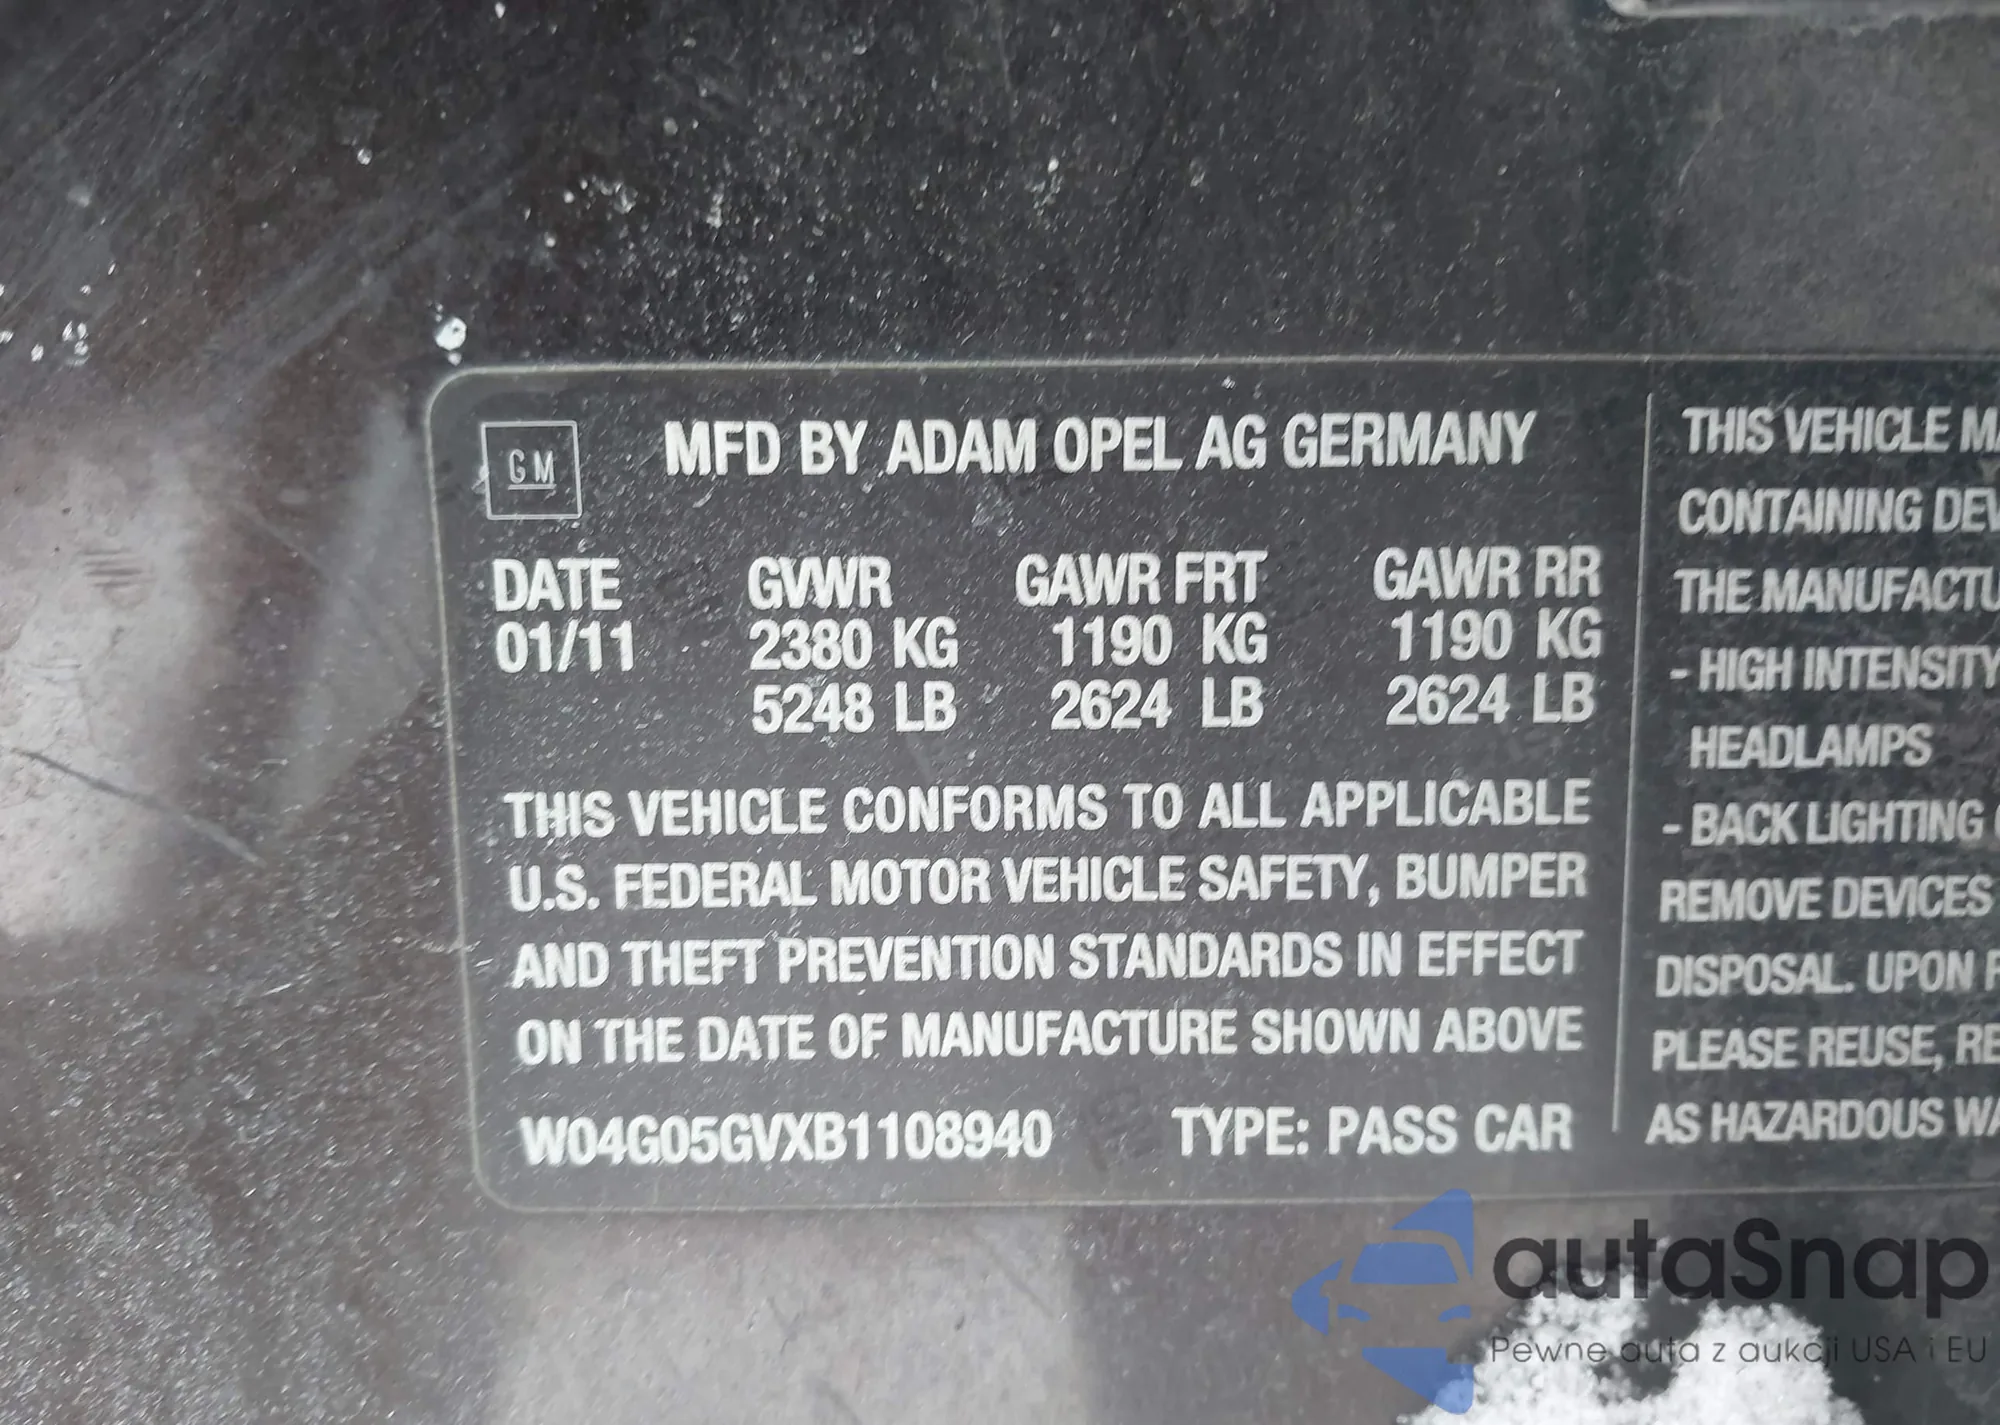 GM
MFD BY ADAM OPEL AG GERMANY
DATE GVWR GAWR FRT GAWR RR
01/11 2380 KG 1190 KG 1190 KG
5248 LB 2624 LB 2624 LB
THIS VEHICLE CONFORMS TO ALL APPLICABLE
U.S. FEDERAL MOTOR VEHICLE SAFETY, BUMPER
AND THEFT PREVENTION STANDARDS IN EFFECT
ON THE DATE OF MANUFACTURE SHOWN ABOVE
W04G05GVXB1108940 TYPE: PASS CAR
THIS VEHICLE
CONTAINING
THE
- HIGH INTENSITY
HEADLAMPS
- BACK LIGHTING
REMOVE DEVICES
DISPOSAL. UPON
PLEASE REUSE,
AS HAZARDOUS
autaSnap
Pewne auta z aukcji USA i EU